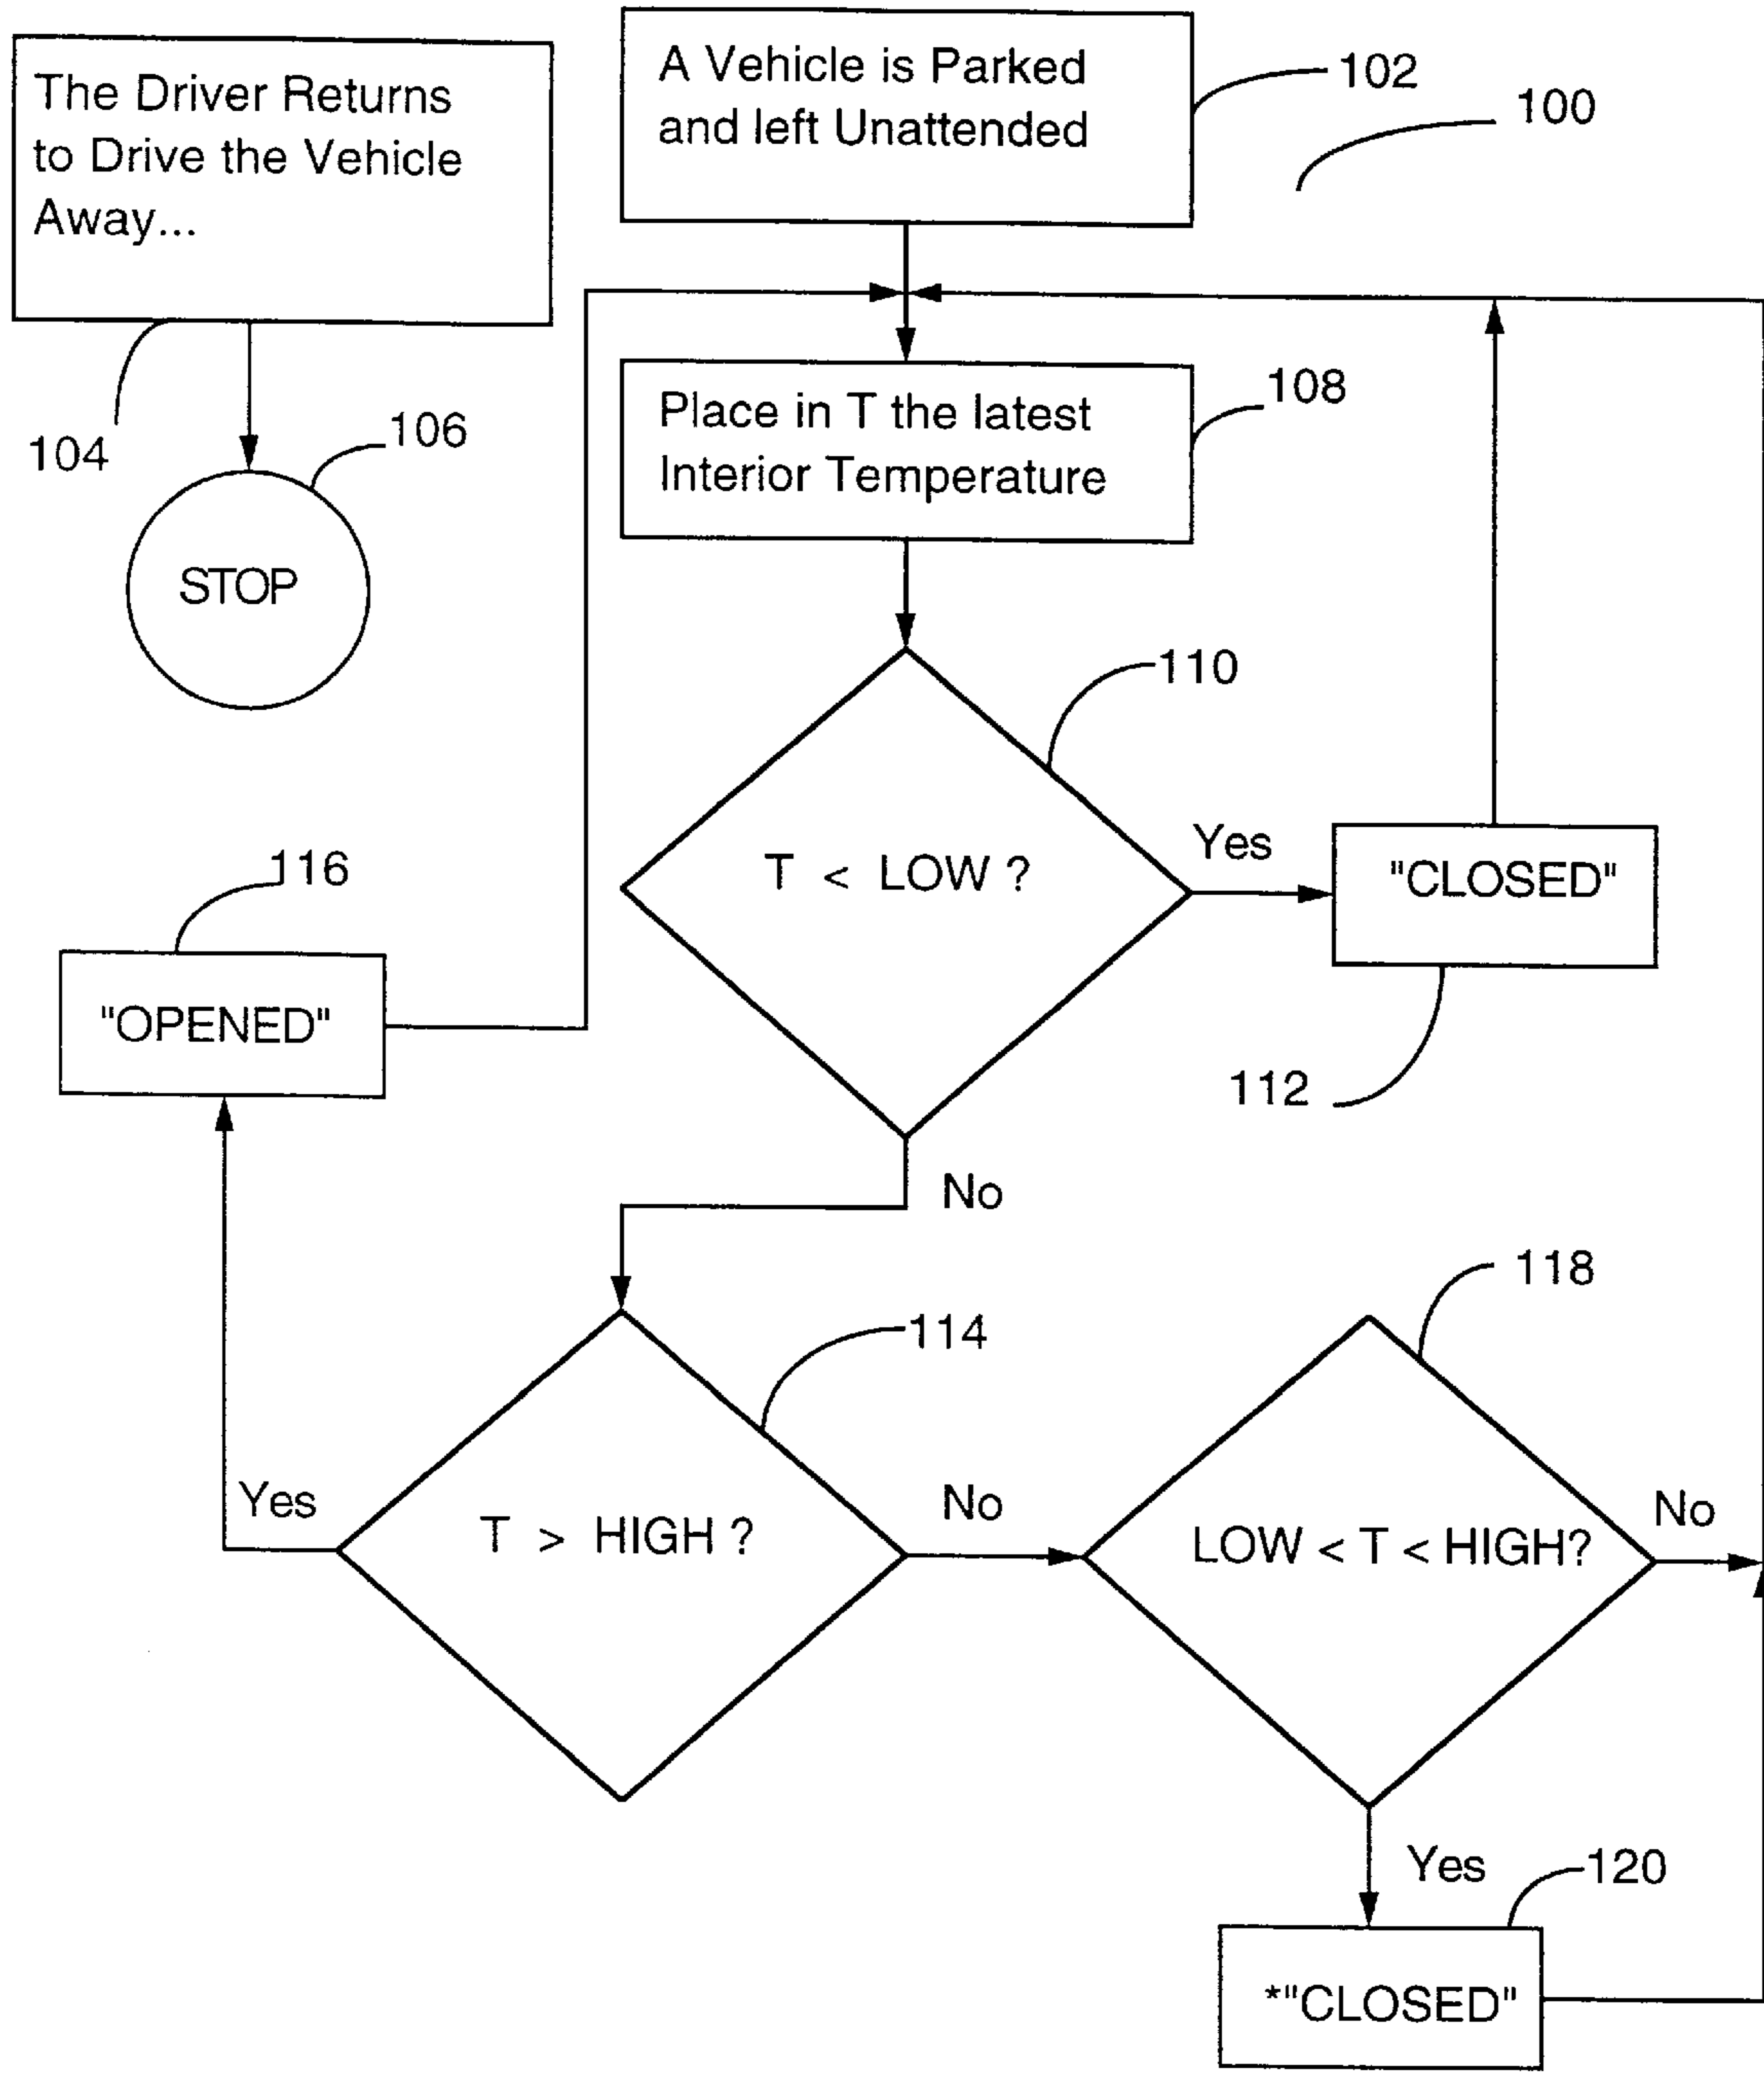 A Vehicle is Parked
and left Unattended
102
100
The Driver Returns
to Drive the Vehicle
Away...
104
106
STOP
Place in T the latest
Interior Temperature
108
110
T < LOW ?
Yes
"CLOSED"
112
116
"OPENED"
No
114
T > HIGH ?
Yes
No
118
LOW < T < HIGH?
No
Yes
120
*"CLOSED"